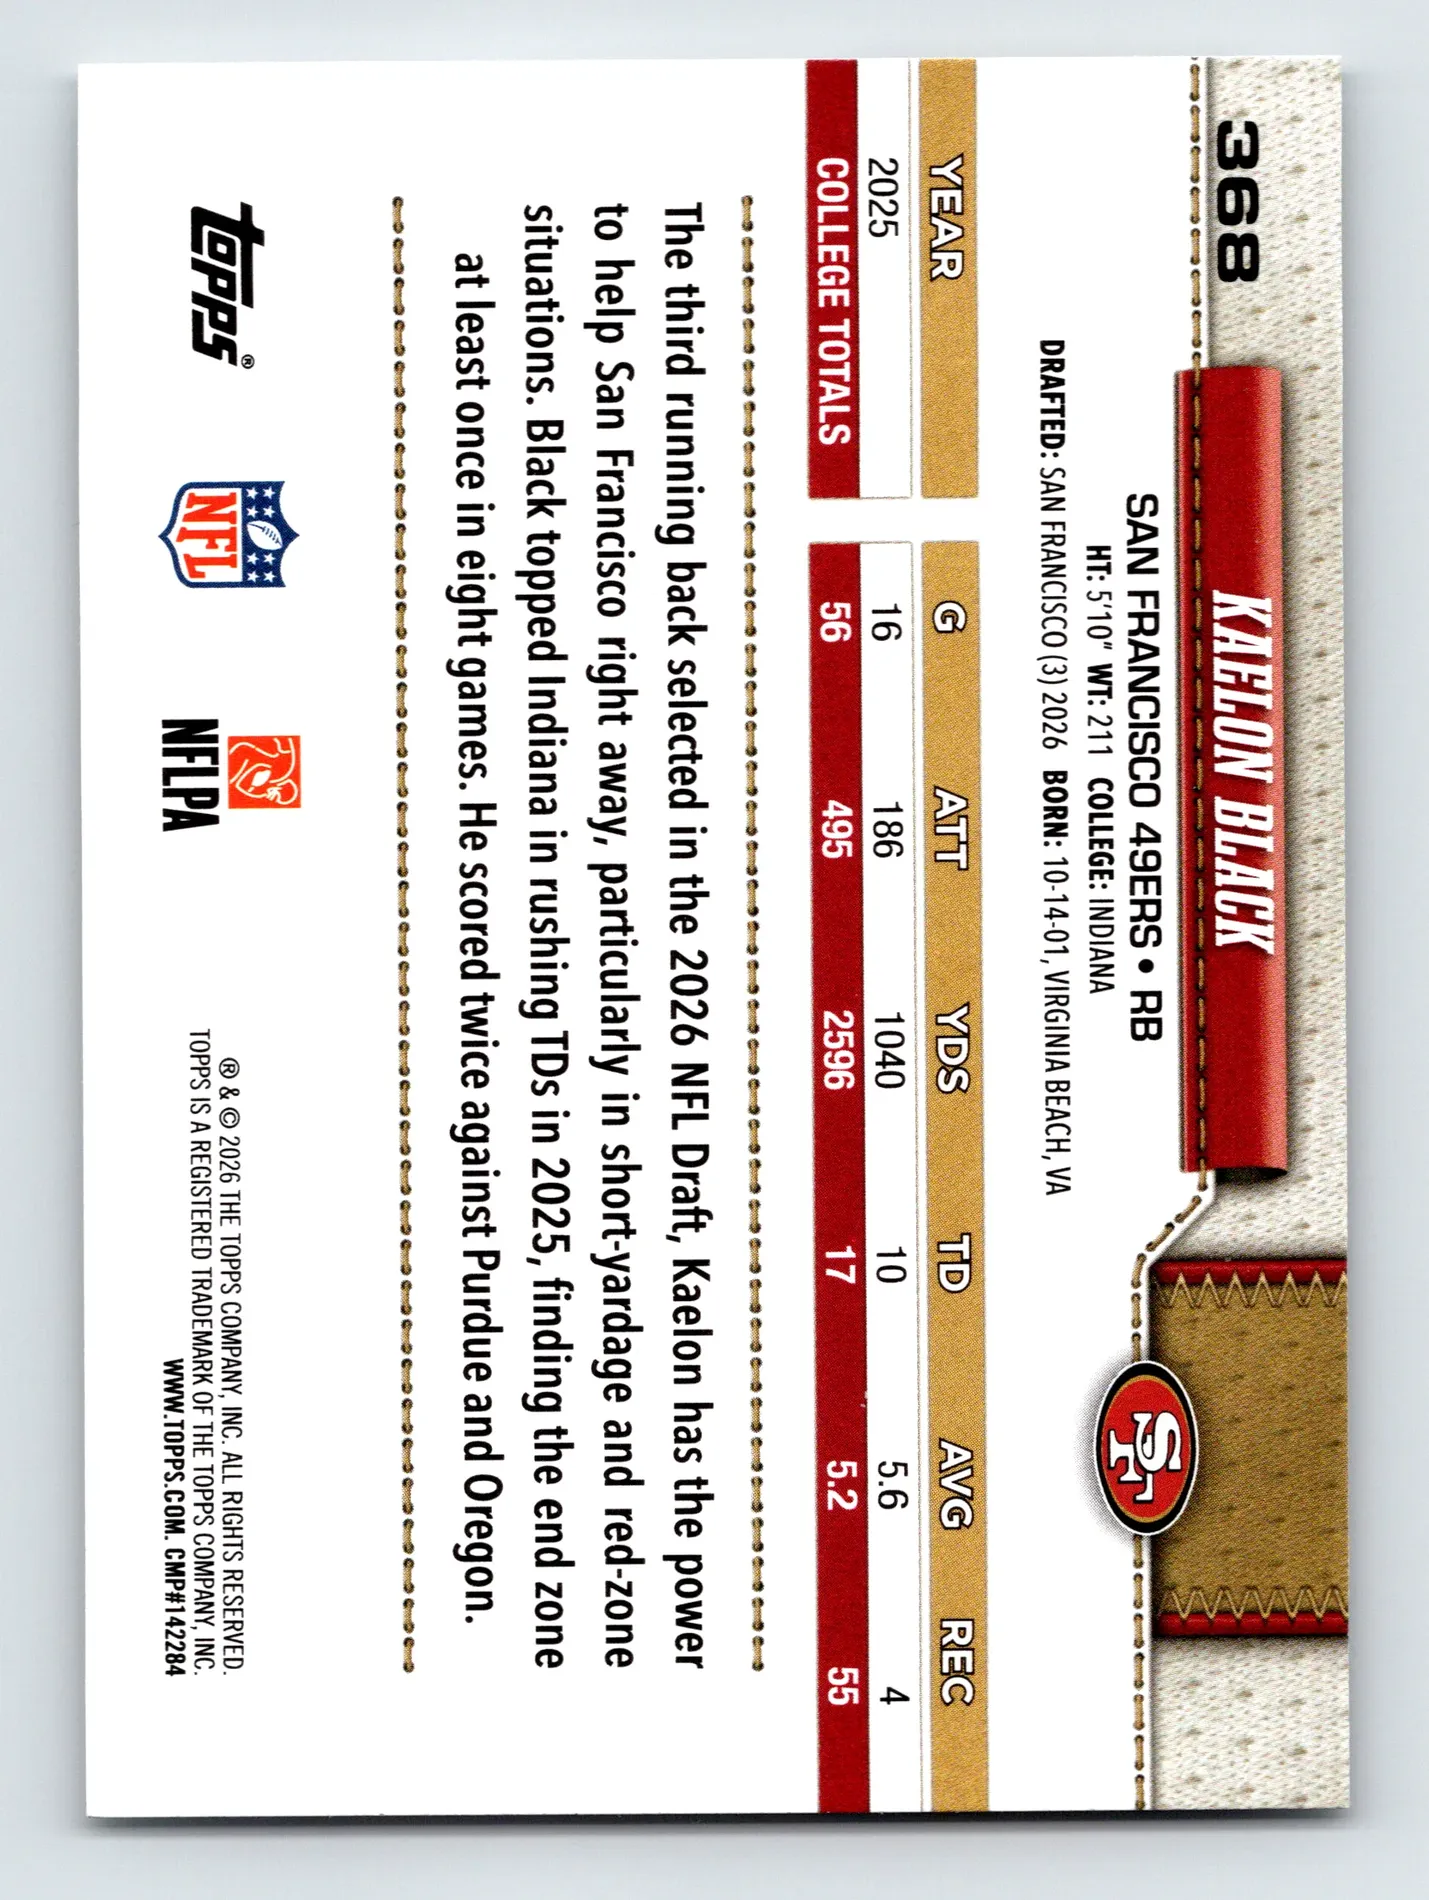 368
KAELON BLACK
SAN FRANCISCO 49ERS • RB
HT: 5'10" WT: 211 COLLEGE: INDIANA
DRAFTED: SAN FRANCISCO (3) 2026 BORN: 10-14-01, VIRGINIA BEACH, VA
SF
YEAR G ATT YDS TD AVG REC
2025 16 186 1040 10 5.6 4
COLLEGE TOTALS 56 495 2596 17 5.2 55
The third running back selected in the 2026 NFL Draft, Kaelon has the power
to help San Francisco right away, particularly in short-yardage and red-zone
situations. Black topped Indiana in rushing TDs in 2025, finding the end zone
at least once in eight games. He scored twice against Purdue and Oregon.
topps®
NFL
NFLPA
® & © 2026 THE TOPPS COMPANY, INC. ALL RIGHTS RESERVED.
TOPPS IS A REGISTERED TRADEMARK OF THE TOPPS COMPANY, INC.
WWW.TOPPS.COM. CMP#142284